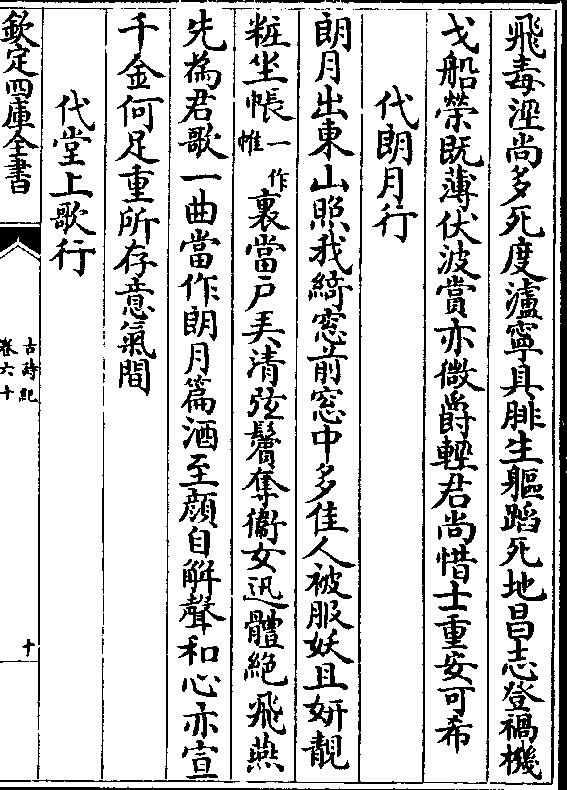 飛毒涇尚多死度瀘寧具腓生軀蹈死地昌志登禍機
戈船榮既薄伏波賞亦微爵輕君尚惜士重安可希
代朗月行
朗月出東山照我綺窓前窓中多佳人被服妖且妍靚
粧坐帳一作帷裏當戶弄清弦鬢奪衞女迅體絶飛燕
先為君歌一曲當作朗月篇酒至顔自解聲和心亦宣
千金何足重所存意氣間
代堂上歌行
欽定四庫全書
古詩紀
卷六十
十